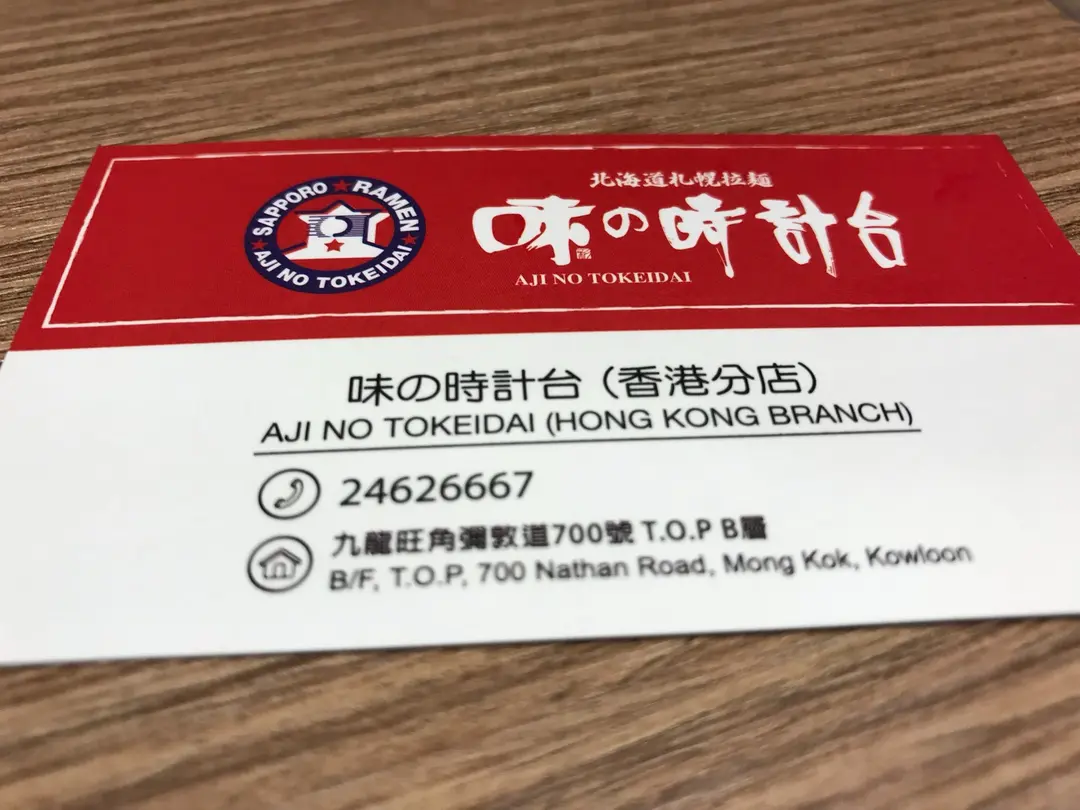 SAPPORO ★ RAMEN
★ AJI NO TOKEIDAI ★
北海道札幌拉麵
味の時計台
AJI NO TOKEIDAI
味の時計台（香港分店）
AJI NO TOKEIDAI (HONG KONG BRANCH)
24626667
九龍旺角彌敦道700號 T.O.P B層
B/F, T.O.P, 700 Nathan Road, Mong Kok, Kowloon